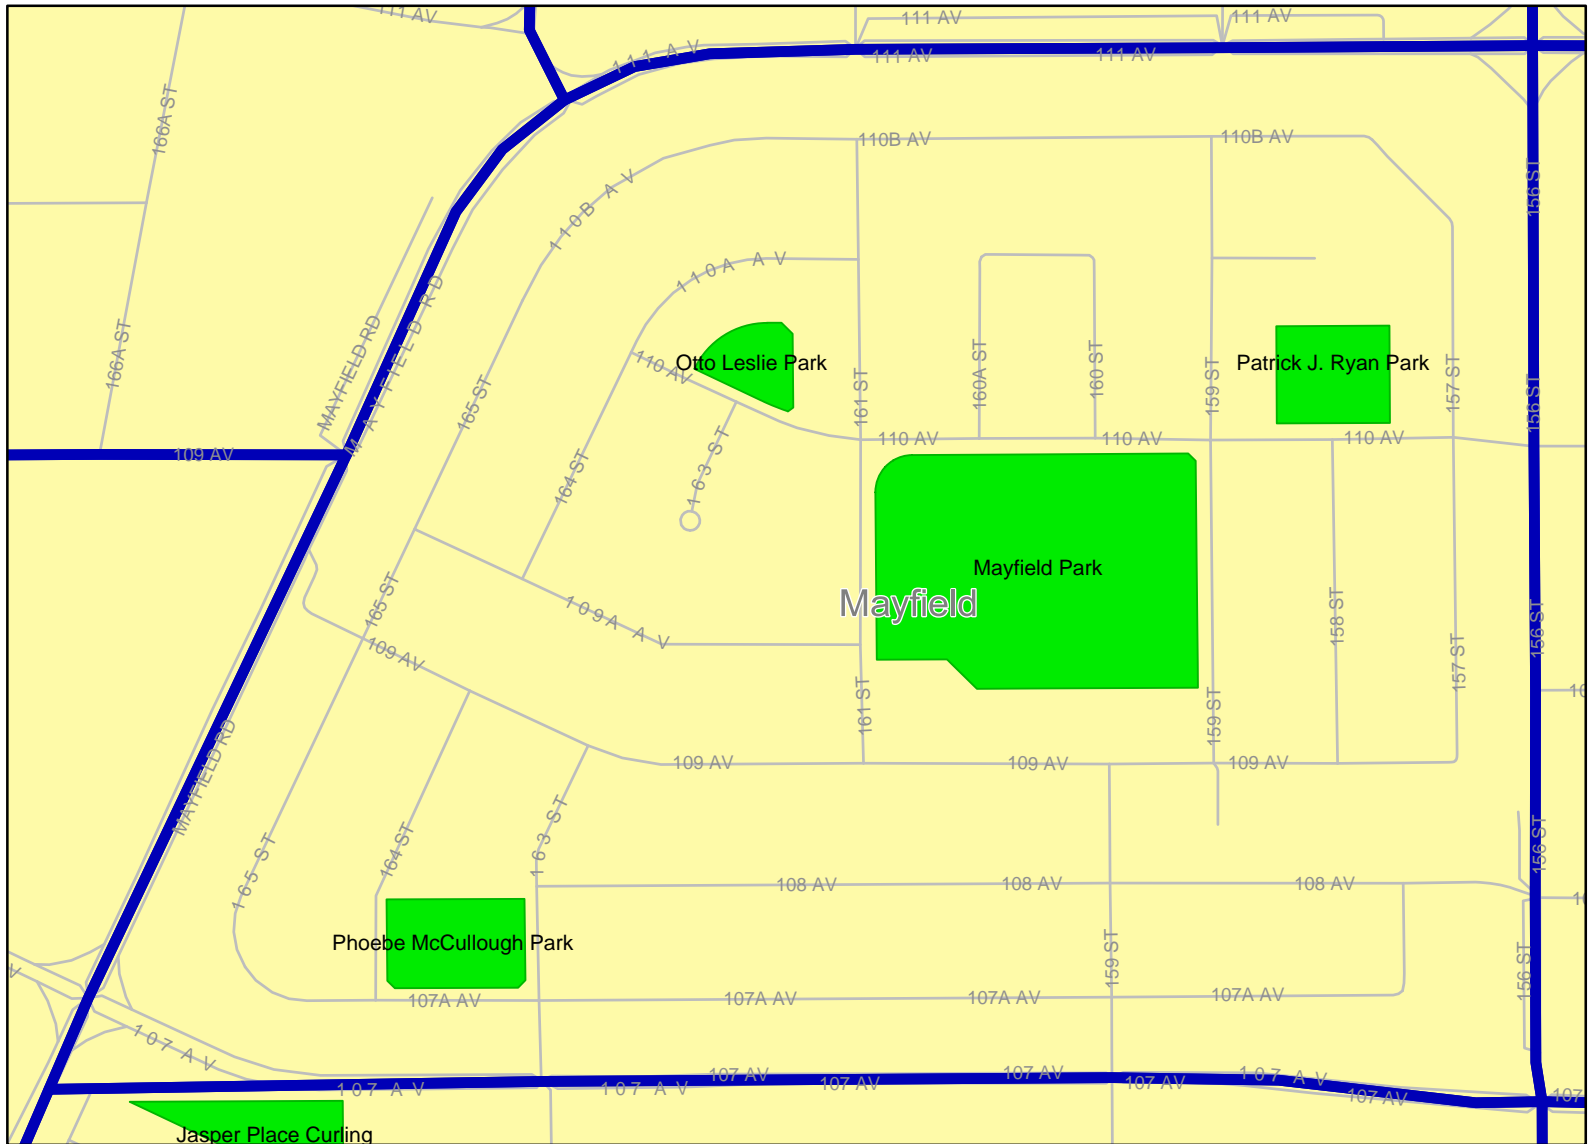 111 AV
111 AV
111 AV
111 AV
111 AV
111 AV
166A ST
110B AV
110B AV
156 ST
110B AV
110A AV
MAYFIELD RD
MAYFIELD RD
166A ST
110 AV
Otto Leslie Park
161 ST
160A ST
160 ST
159 ST
Patrick J. Ryan Park
157 ST
156 ST
165 ST
110 AV
110 AV
110 AV
109 AV
164 ST
163 ST
Mayfield Park
165 ST
109A AV
Mayfield
158 ST
156 ST
109 AV
157 ST
161 ST
159 ST
MAYFIELD RD
109 AV
109 AV
109 AV
163 ST
164 ST
165 ST
156 ST
108 AV
108 AV
108 AV
Phoebe McCullough Park
159 ST
156 ST
107A AV
107A AV
107A AV
107A AV
107 AV
107 AV
107 AV
107 AV
107 AV
107 AV
107 AV
107 AV
107 AV
107
Jasper Place Curling